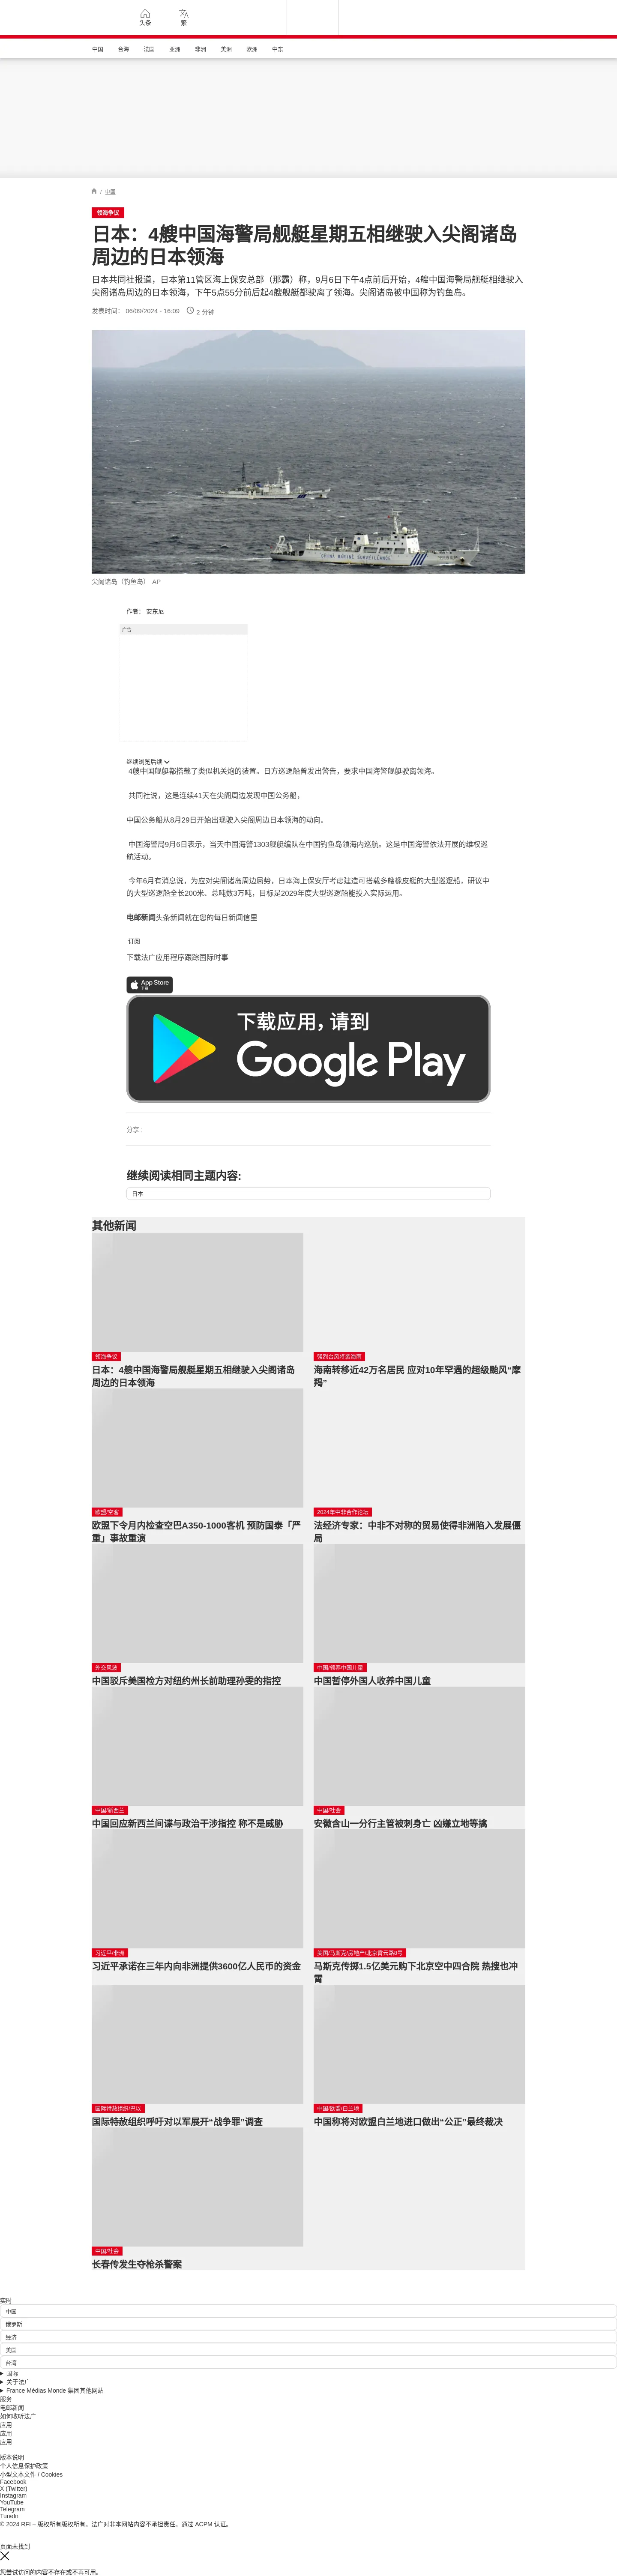 头条
繁
中国 台海 法国 亚洲 非洲 美洲 欧洲 中东
/ 中国
领海争议
日本：4艘中国海警局舰艇星期五相继驶入尖阁诸岛
周边的日本领海
日本共同社报道，日本第11管区海上保安总部（那霸）称，9月6日下午4点前后开始，4艘中国海警局舰艇相继驶入
尖阁诸岛周边的日本领海，下午5点55分前后起4艘舰艇都驶离了领海。尖阁诸岛被中国称为钓鱼岛。
发表时间： 06/09/2024 - 16:09 2 分钟
CHINA MARINE SURVEILLANCE
尖阁诸岛（钓鱼岛） AP
作者： 安东尼
广告
继续浏览后续
4艘中国舰艇都搭载了类似机关炮的装置。日方巡逻船曾发出警告，要求中国海警舰艇驶离领海。
共同社说，这是连续41天在尖阁周边发现中国公务船，
中国公务船从8月29日开始出现驶入尖阁周边日本领海的动向。
中国海警局9月6日表示，当天中国海警1303舰艇编队在中国钓鱼岛领海内巡航。这是中国海警依法开展的维权巡
航活动。
今年6月有消息说，为应对尖阁诸岛周边局势，日本海上保安厅考虑建造可搭载多艘橡皮艇的大型巡逻船，研议中
的大型巡逻船全长200米、总吨数3万吨，目标是2029年度大型巡逻船能投入实际运用。
电邮新闻头条新闻就在您的每日新闻信里
订阅
下载法广应用程序跟踪国际时事
App Store
下载
下载应用，请到
Google Play
分享 :
继续阅读相同主题内容:
日本
其他新闻
领海争议
日本：4艘中国海警局舰艇星期五相继驶入尖阁诸岛
周边的日本领海
强烈台风将袭海南
海南转移近42万名居民 应对10年罕遇的超级颱风“摩
羯”
欧盟/空客
欧盟下令月内检查空巴A350-1000客机 预防国泰「严
重」事故重演
2024年中非合作论坛
法经济专家：中非不对称的贸易使得非洲陷入发展僵
局
外交风波
中国驳斥美国检方对纽约州长前助理孙雯的指控
中国/领养中国儿童
中国暂停外国人收养中国儿童
中国/新西兰
中国回应新西兰间谍与政治干涉指控 称不是威胁
中国/社会
安徽含山一分行主管被刺身亡 凶嫌立地等擒
习近平/非洲
习近平承诺在三年内向非洲提供3600亿人民币的资金
美国/马斯克/房地产/北京霄云路8号
马斯克传掷1.5亿美元购下北京空中四合院 热搜也冲
霄
国际特赦组织/巴以
国际特赦组织呼吁对以军展开“战争罪”调查
中国/欧盟/白兰地
中国称将对欧盟白兰地进口做出“公正”最终裁决
中国/社会
长春传发生夺枪杀警案
实时
中国
俄罗斯
经济
美国
台湾
国际
关于法广
France Médias Monde 集团其他网站
服务
电邮新闻
如何收听法广
应用
应用
应用
版本说明
个人信息保护政策
小型文本文件 / Cookies
Facebook
X (Twitter)
Instagram
YouTube
Telegram
TuneIn
© 2024 RFI – 版权所有版权所有。法广对非本网站内容不承担责任。通过 ACPM 认证。
页面未找到
您尝试访问的内容不存在或不再可用。